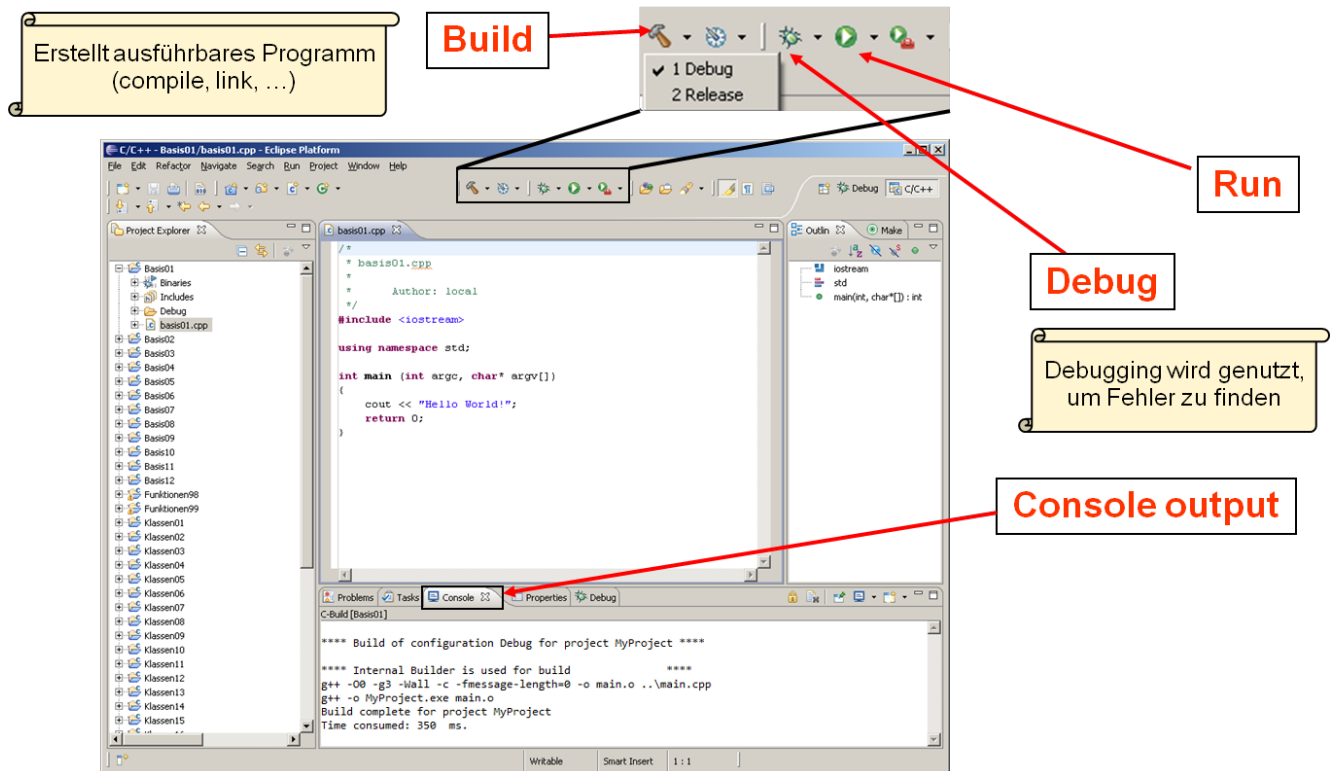 Erstellt ausführbares Programm
(compile, link, …)
Build
1 Debug
2 Release
Run
Debug
Debugging wird genutzt,
um Fehler zu finden
Console output
C/C++ - Basis01/basis01.cpp - Eclipse Platform
File Edit Refactor Navigate Search Run Project Window Help
Debug C/C++
Project Explorer
Basis01
Binaries
Includes
Debug
basis01.cpp
Basis02
Basis03
Basis04
Basis05
Basis06
Basis07
Basis08
Basis09
Basis10
Basis11
Basis12
Funktionen98
Funktionen99
Klassen01
Klassen02
Klassen03
Klassen04
Klassen05
Klassen06
Klassen07
Klassen08
Klassen09
Klassen10
Klassen11
Klassen12
Klassen13
Klassen14
Klassen15
basis01.cpp
/*
* basis01.cpp
*
* Author: local
*/
#include <iostream>
using namespace std;
int main (int argc, char* argv[])
{
cout << "Hello World!";
return 0;
}
Outlin Make
iostream
std
main(int, char*[]) : int
Problems Tasks Console Properties Debug
C-Build [Basis01]
**** Build of configuration Debug for project MyProject ****
**** Internal Builder is used for build ****
g++ -O0 -g3 -Wall -c -fmessage-length=0 -o main.o ..\main.cpp
g++ -o MyProject.exe main.o
Build complete for project MyProject
Time consumed: 350 ms.
Writable Smart Insert 1 : 1